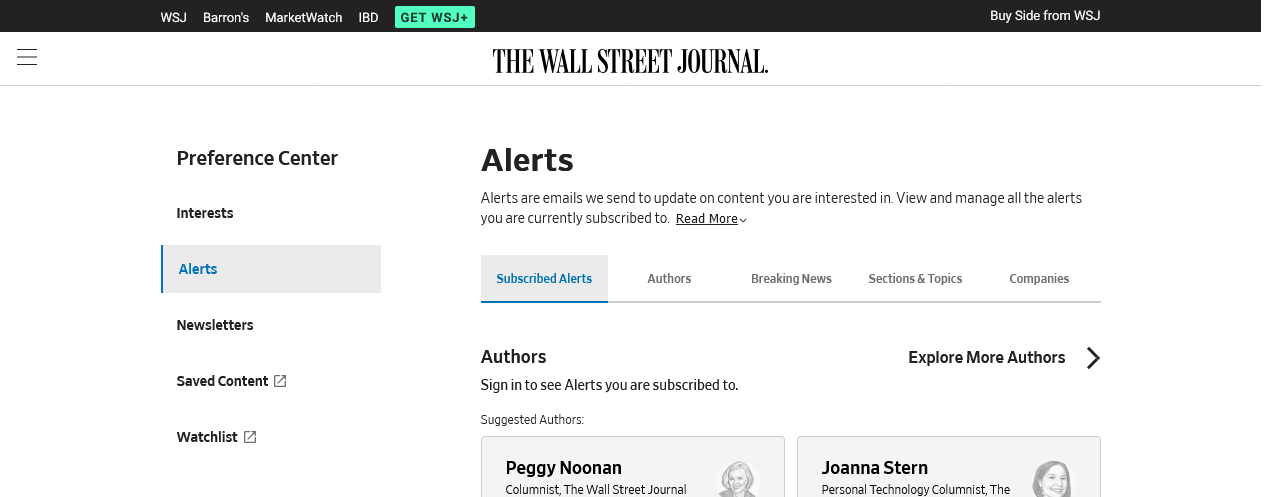 WSJ Barron's MarketWatch IBD GET WSJ+ Buy Side from WSJ
THE WALL STREET JOURNAL.
Preference Center
Interests
Alerts
Newsletters
Saved Content
Watchlist
Alerts
Alerts are emails we send to update on content you are interested in. View and manage all the alerts
you are currently subscribed to. Read More
Subscribed Alerts Authors Breaking News Sections & Topics Companies
Authors Explore More Authors
Sign in to see Alerts you are subscribed to.
Suggested Authors:
Peggy Noonan
Columnist, The Wall Street Journal
Joanna Stern
Personal Technology Columnist, The